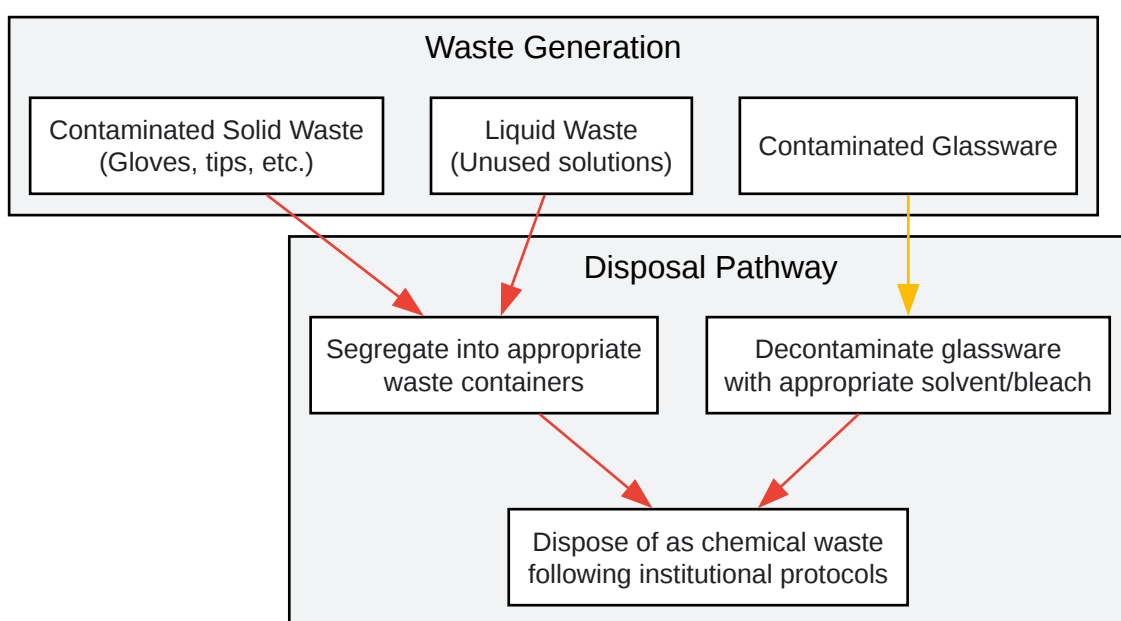 Waste Generation
Contaminated Solid Waste
(Gloves, tips, etc.)
Liquid Waste
(Unused solutions)
Contaminated Glassware
Disposal Pathway
Segregate into appropriate
waste containers
Decontaminate glassware
with appropriate solvent/bleach
Dispose of as chemical waste
following institutional protocols